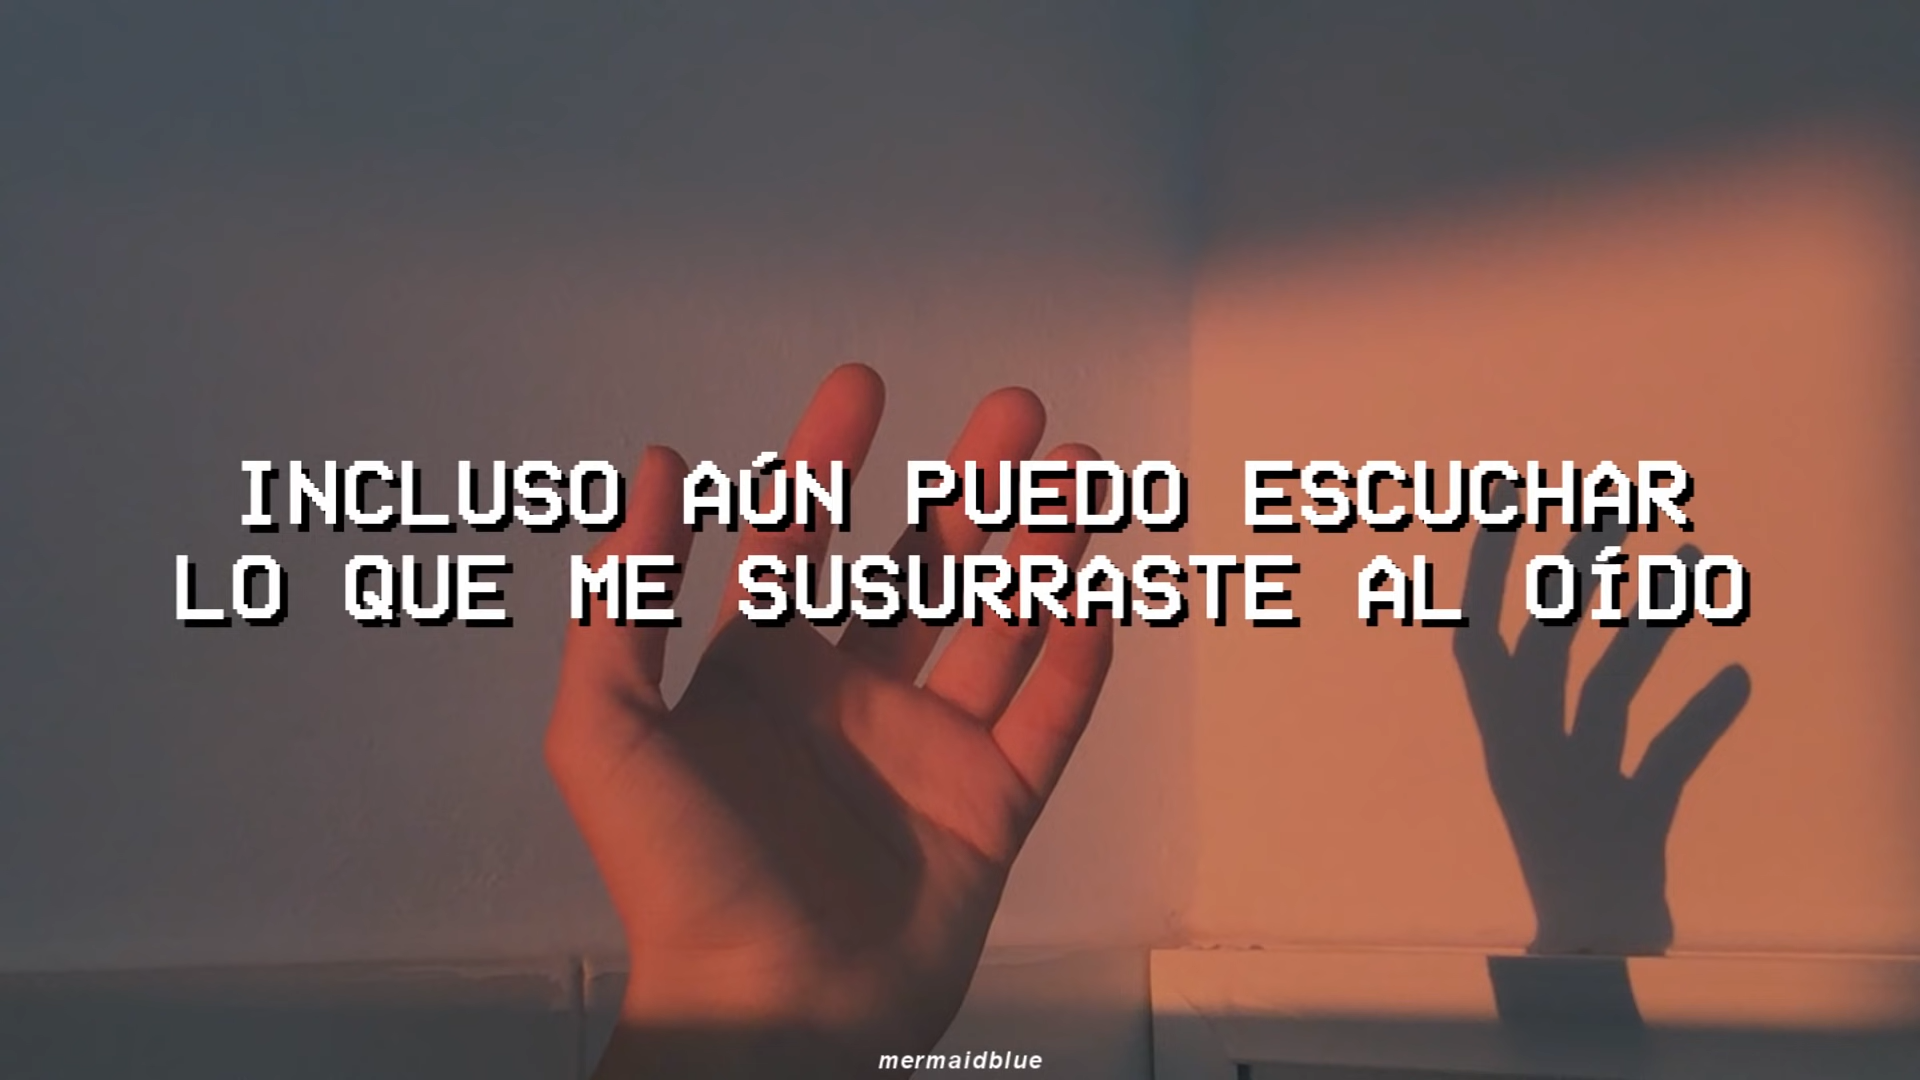 INCLUSO AÚN PUEDO ESCUCHAR
LO QUE ME SUSURRASTE AL OÍDO
mermaidblue